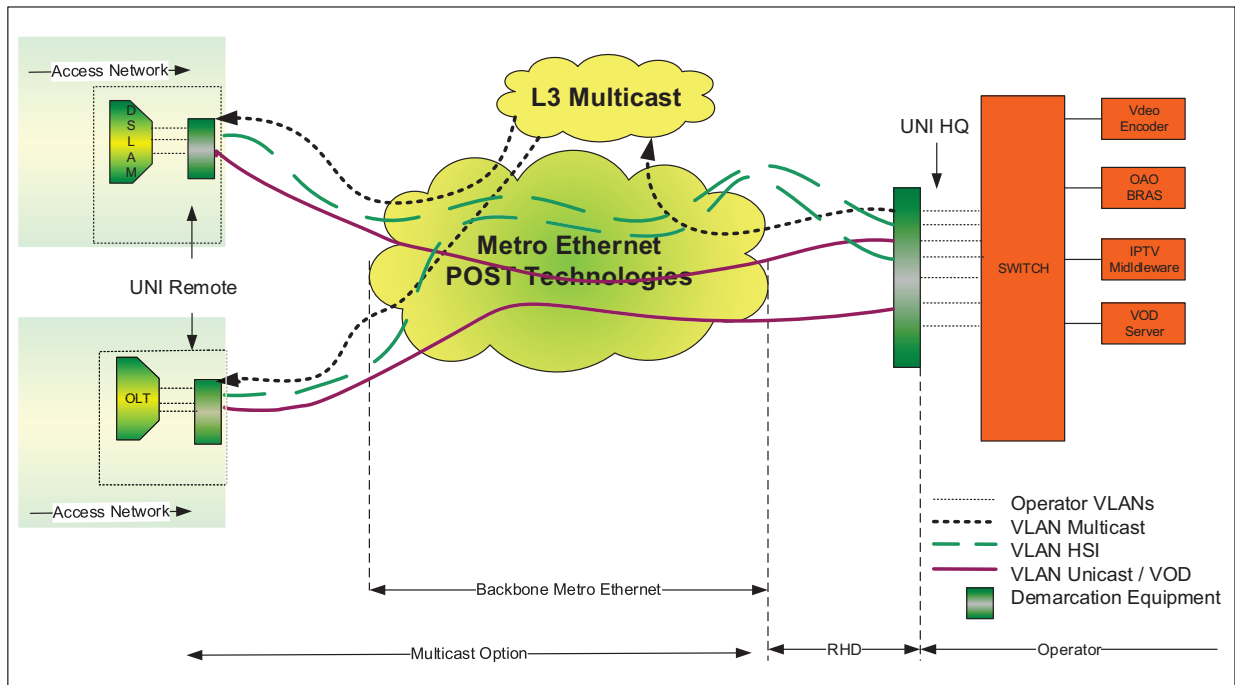 Access Network
DSLAM
L3 Multicast
UNI HQ
Vdeo
Encoder
OAO
BRAS
Metro Ethernet
POST Technologies
SWITCH
IPTV
MidIdleware
UNI Remote
VOD
Server
OLT
Access Network
Operator VLANs
VLAN Multicast
VLAN HSI
VLAN Unicast / VOD
Demarcation Equipment
Backbone Metro Ethernet
Multicast Option
RHD
Operator